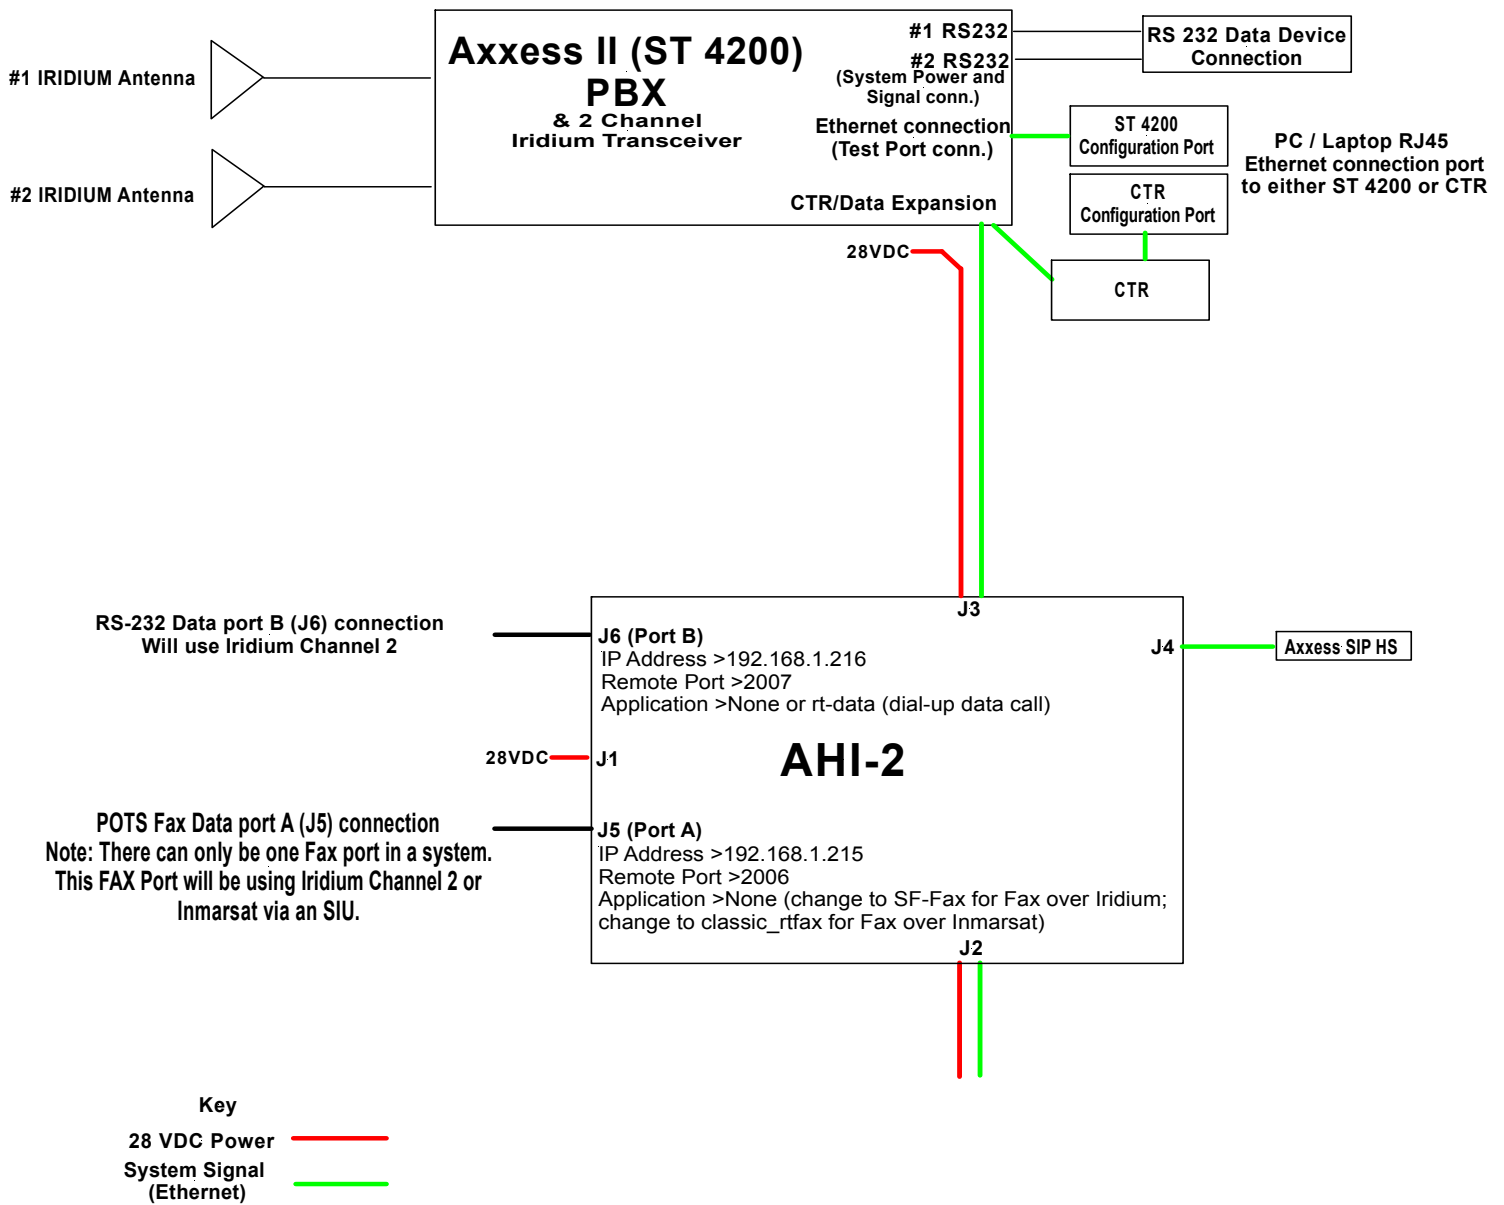 #1 IRIDIUM Antenna
#2 IRIDIUM Antenna
Axxess II (ST 4200)
PBX
& 2 Channel
Iridium Transceiver
#1 RS232
#2 RS232
(System Power and
Signal conn.)
Ethernet connection
(Test Port conn.)
CTR/Data Expansion
RS 232 Data Device
Connection
ST 4200
Configuration Port
CTR
Configuration Port
PC / Laptop RJ45
Ethernet connection port
to either ST 4200 or CTR
CTR
28VDC
RS-232 Data port B (J6) connection
Will use Iridium Channel 2
J3
J6 (Port B)
IP Address >192.168.1.216
Remote Port >2007
Application >None or rt-data (dial-up data call)
J4
Axxess SIP HS
28VDC
J1
AHI-2
POTS Fax Data port A (J5) connection
Note: There can only be one Fax port in a system.
This FAX Port will be using Iridium Channel 2 or
Inmarsat via an SIU.
J5 (Port A)
IP Address >192.168.1.215
Remote Port >2006
Application >None (change to SF-Fax for Fax over Iridium;
change to classic_rtfax for Fax over Inmarsat)
J2
Key
28 VDC Power
System Signal
(Ethernet)